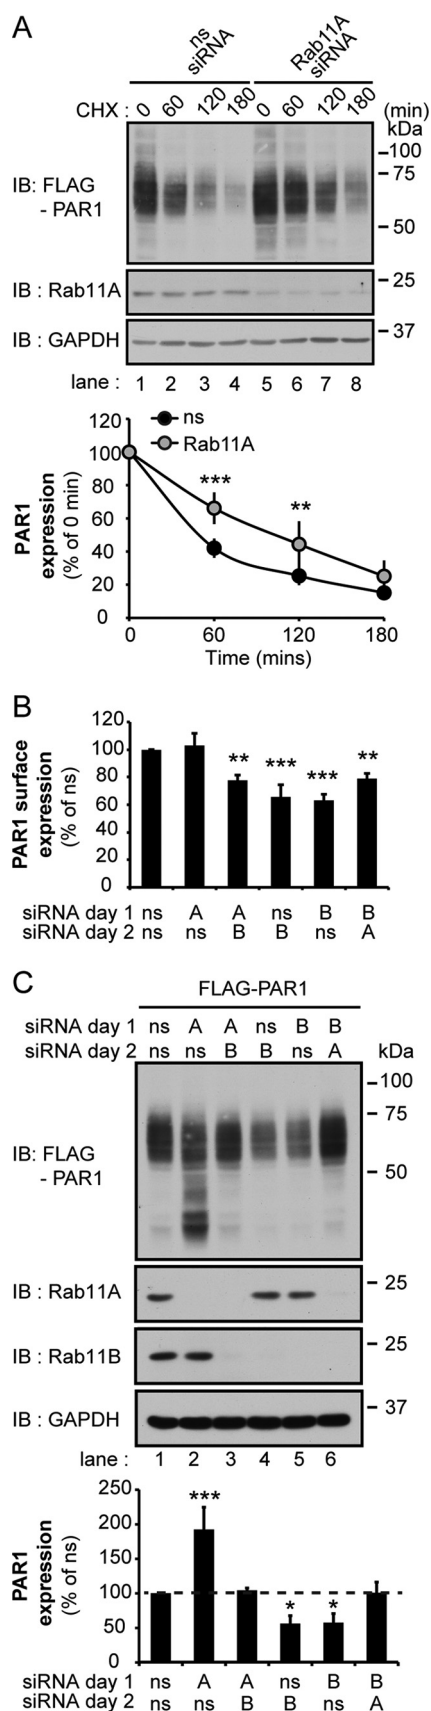 A
ns siRNA Rab11A siRNA
CHX: 0 60 120 180 0 60 120 180 (min)
kDa
100
IB: FLAG - PAR1
75
50
IB : Rab11A
25
IB : GAPDH
37
lane : 1 2 3 4 5 6 7 8
ns
Rab11A
PAR1 expression (% of 0 min)
120
100
80
60
40
20
0
*** **
0 60 120 180
Time (mins)
B
PAR1 surface expression (% of ns)
120
100
80
60
40
20
0
** *** *** **
siRNA day 1 ns A A ns B B
siRNA day 2 ns ns B B ns A
C
FLAG-PAR1
siRNA day 1 ns A A ns B B
siRNA day 2 ns ns B B ns A kDa
100
75
IB: FLAG - PAR1
50
IB : Rab11A
25
IB : Rab11B
25
IB : GAPDH
37
lane : 1 2 3 4 5 6
PAR1 expression (% of ns)
250
200
150
100
50
0
*** * *
siRNA day 1 ns A A ns B B
siRNA day 2 ns ns B B ns A